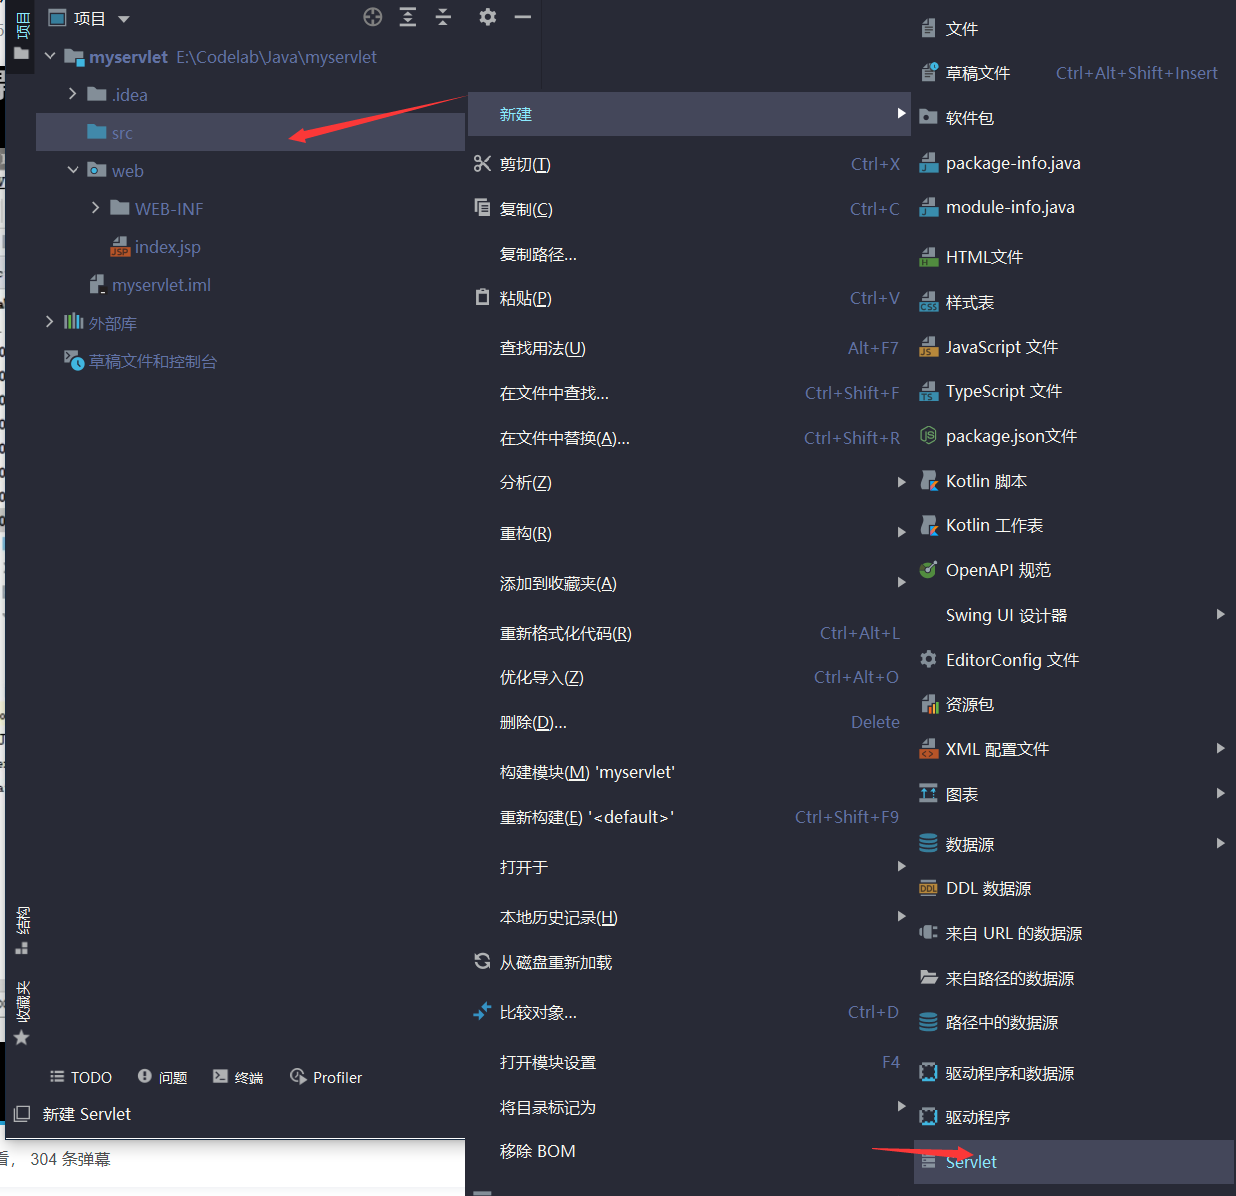 项目
项目
myservlet E:\Codelab\Java\myservlet
.idea
src
web
WEB-INF
index.jsp
myservlet.iml
外部库
草稿文件和控制台
结构
收藏夹
TODO
问题
终端
Profiler
新建 Servlet
看， 304 条弹幕
新建
剪切(T) Ctrl+X
复制(C) Ctrl+C
复制路径...
粘贴(P) Ctrl+V
查找用法(U) Alt+F7
在文件中查找... Ctrl+Shift+F
在文件中替换(A)... Ctrl+Shift+R
分析(Z)
重构(R)
添加到收藏夹(A)
重新格式化代码(R) Ctrl+Alt+L
优化导入(Z) Ctrl+Alt+O
删除(D)... Delete
构建模块(M) 'myservlet'
重新构建(E) '<default>' Ctrl+Shift+F9
打开于
本地历史记录(H)
从磁盘重新加载
比较对象... Ctrl+D
打开模块设置 F4
将目录标记为
移除 BOM
文件
草稿文件 Ctrl+Alt+Shift+Insert
软件包
package-info.java
module-info.java
HTML文件
样式表
JavaScript 文件
TypeScript 文件
package.json文件
Kotlin 脚本
Kotlin 工作表
OpenAPI 规范
Swing UI 设计器
EditorConfig 文件
资源包
XML 配置文件
图表
数据源
DDL 数据源
来自 URL 的数据源
来自路径的数据源
路径中的数据源
驱动程序和数据源
驱动程序
Servlet